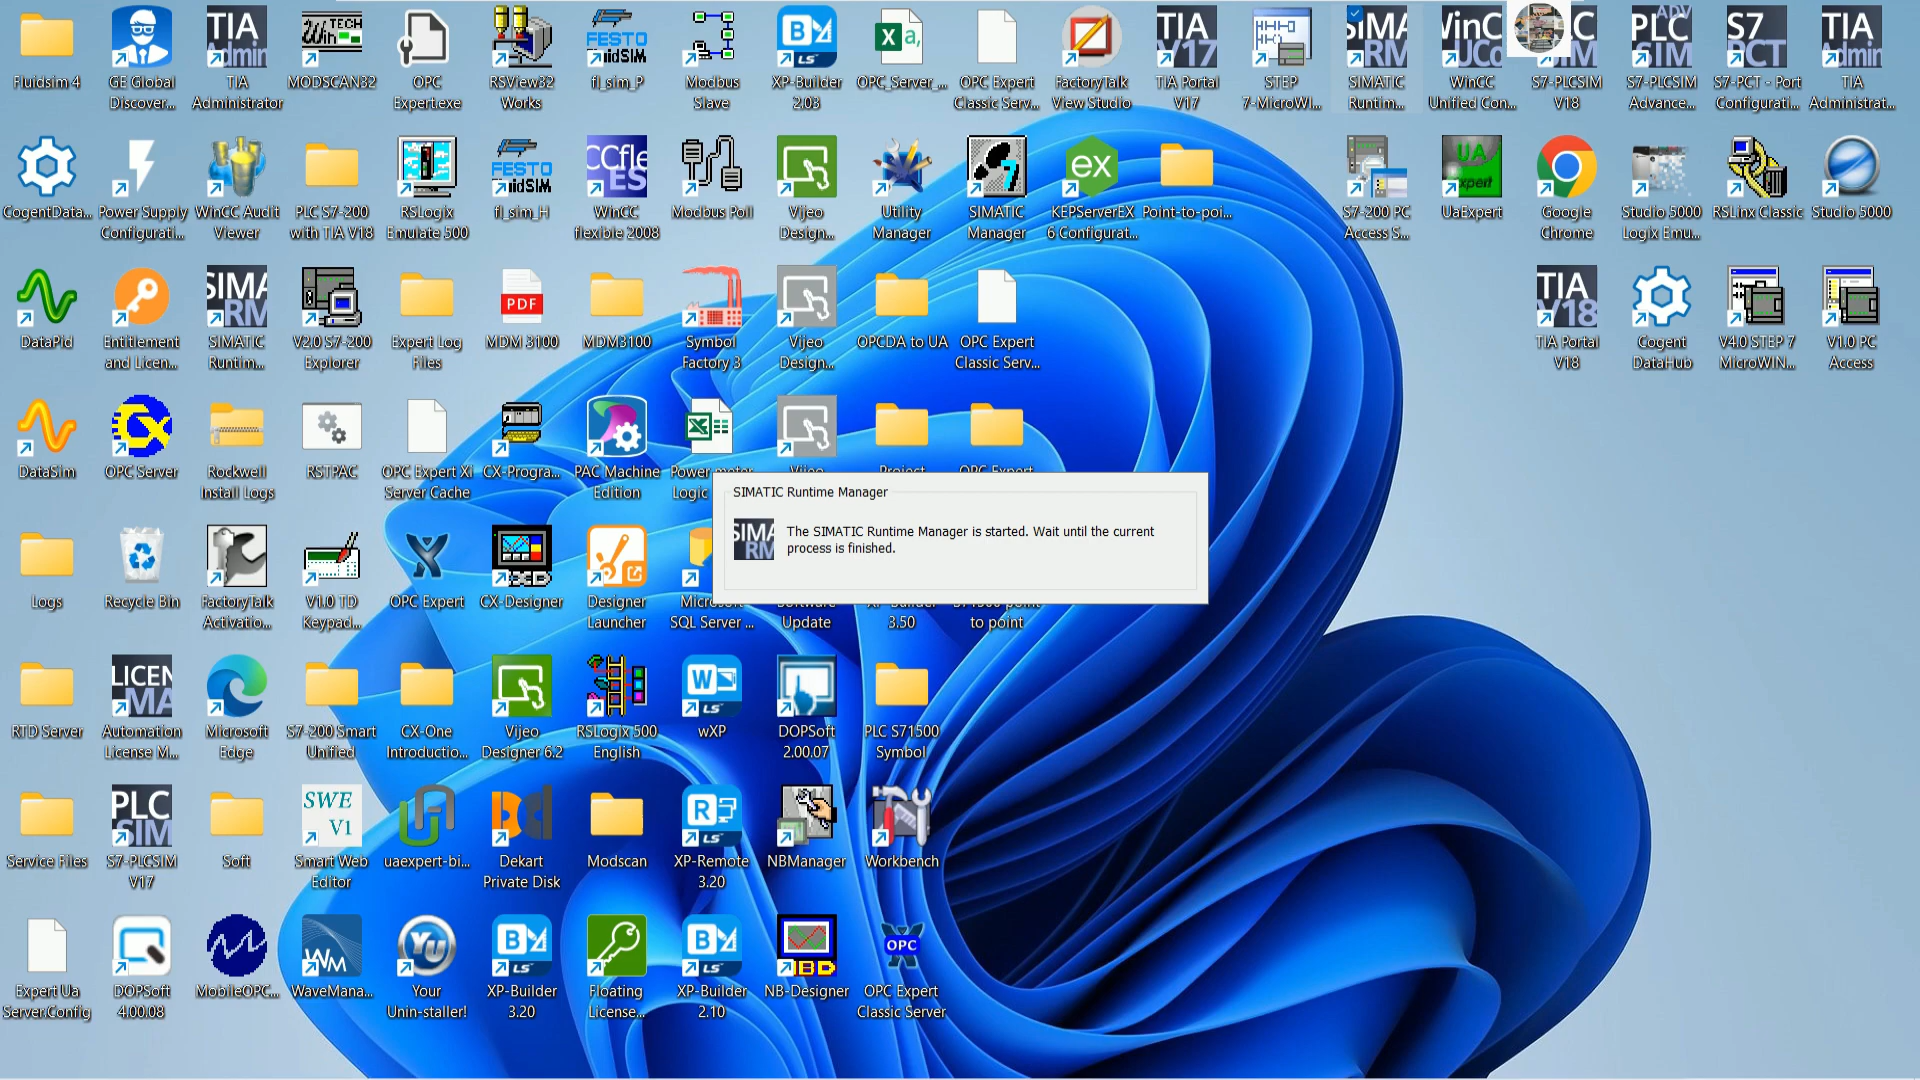 Fluidsim 4
GE Global
Discover...
TIA
Administrator
MODSCAN32
OPC
Expert.exe
RSView32
Works
fl_sim_P
Modbus
Slave
XP-Builder
2.03
OPC_Server_...
OPC Expert
Classic Serv...
FactoryTalk
View Studio
TIA Portal
V17
STEP
7-MicroWI...
SIMATIC
Runtim...
WinCC
Unified Con...
S7-PLCSIM
V18
S7-PLCSIM
Advance...
S7-PCT - Port
Configurati...
TIA
Administrat...
CogentData...
Power Supply
Configurati...
WinCC Audit
Viewer
PLC S7-200
with TIA V18
RSLogix
Emulate 500
fl_sim_H
WinCC
flexible 2008
Modbus Poll
Vijeo
Design...
Utility
Manager
SIMATIC
Manager
KEPServerEX
6 Configurat...
Point-to-poi...
S7-200 PC
Access S...
UaExpert
Google
Chrome
Studio 5000
Logix Emu...
RSLinx Classic
Studio 5000
DataPid
Entitlement
and Licen...
SIMATIC
Runtim...
V2.0 S7-200
Explorer
Expert Log
Files
MDM 3100
MDM3100
Symbol
Factory 3
Vijeo
Design...
OPCDA to UA
OPC Expert
Classic Serv...
TIA Portal
V18
Cogent
DataHub
V4.0 STEP 7
MicroWIN...
V1.0 PC
Access
DataSim
OPC Server
Rockwell
Install Logs
RSTPAC
OPC Expert Xi
Server Cache
CX-Progra...
PAC Machine
Edition
Power meter
Logic
Vijeo
Project
OPC Expert
SIMATIC Runtime Manager
The SIMATIC Runtime Manager is started. Wait until the current
process is finished.
Logs
Recycle Bin
FactoryTalk
Activatio...
V1.0 TD
Keypad...
OPC Expert
CX-Designer
Designer
Launcher
Microsoft
SQL Server ...
Software
Update
XP-Builder
3.50
S71500 point
to point
RTD Server
Automation
License M...
Microsoft
Edge
S7-200 Smart
Unified
CX-One
Introductio...
Vijeo
Designer 6.2
RSLogix 500
English
wXP
DOPSoft
2.00.07
PLC S71500
Symbol
Service Files
S7-PLCSIM
V17
Soft
Smart Web
Editor
uaexpert-bi...
Dekart
Private Disk
Modscan
XP-Remote
3.20
NBManager
Workbench
Expert Ua
Server.Config
DOPSoft
4.00.08
MobileOPC...
WaveMana...
Your
Unin-staller!
XP-Builder
3.20
Floating
License...
XP-Builder
2.10
NB-Designer
OPC Expert
Classic Server